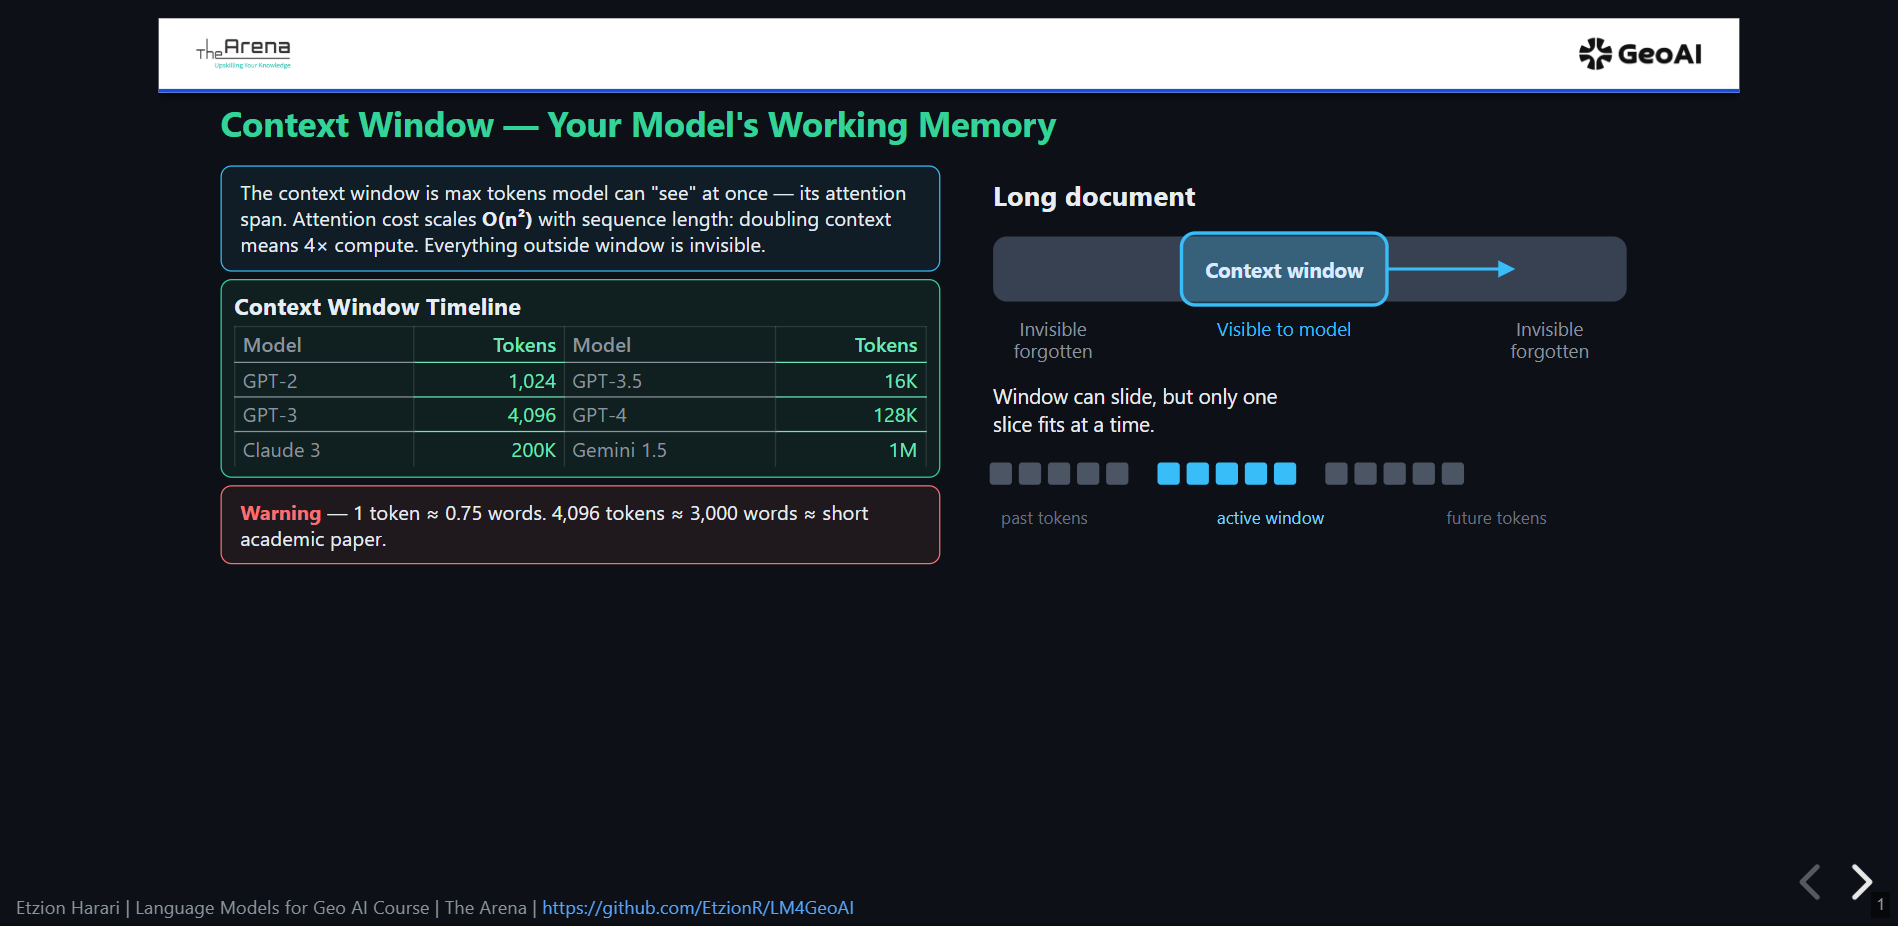 The Arena
Upskilling Your Knowledge
GeoAI
Context Window — Your Model's Working Memory
The context window is max tokens model can "see" at once — its attention
span. Attention cost scales O(n²) with sequence length: doubling context
means 4× compute. Everything outside window is invisible.
Context Window Timeline
Model Tokens Model Tokens
GPT-2 1,024 GPT-3.5 16K
GPT-3 4,096 GPT-4 128K
Claude 3 200K Gemini 1.5 1M
Warning — 1 token ≈ 0.75 words. 4,096 tokens ≈ 3,000 words ≈ short
academic paper.
Long document
Context window
Invisible
forgotten
Visible to model
Invisible
forgotten
Window can slide, but only one
slice fits at a time.
past tokens active window future tokens
Etzion Harari | Language Models for Geo AI Course | The Arena | https://github.com/EtzionR/LM4GeoAI
1